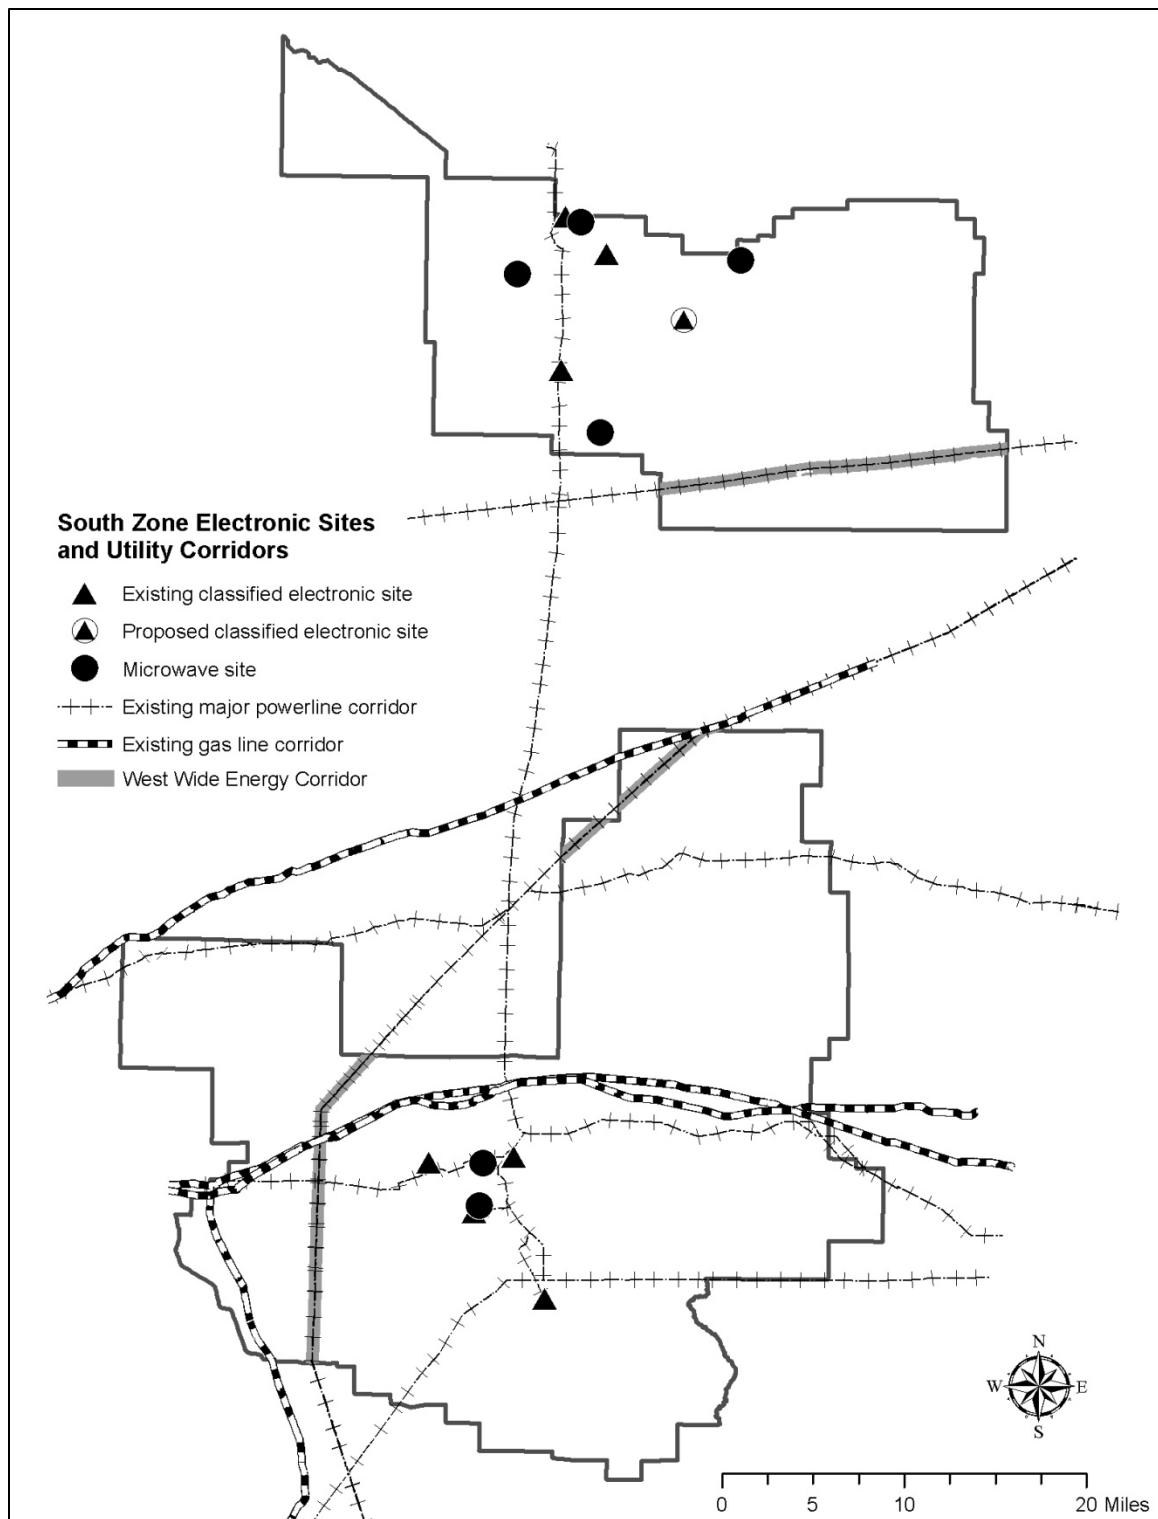 South Zone Electronic Sites
and Utility Corridors
Existing classified electronic site
Proposed classified electronic site
Microwave site
Existing major powerline corridor
Existing gas line corridor
West Wide Energy Corridor
N
W E
S
0 5 10 20 Miles